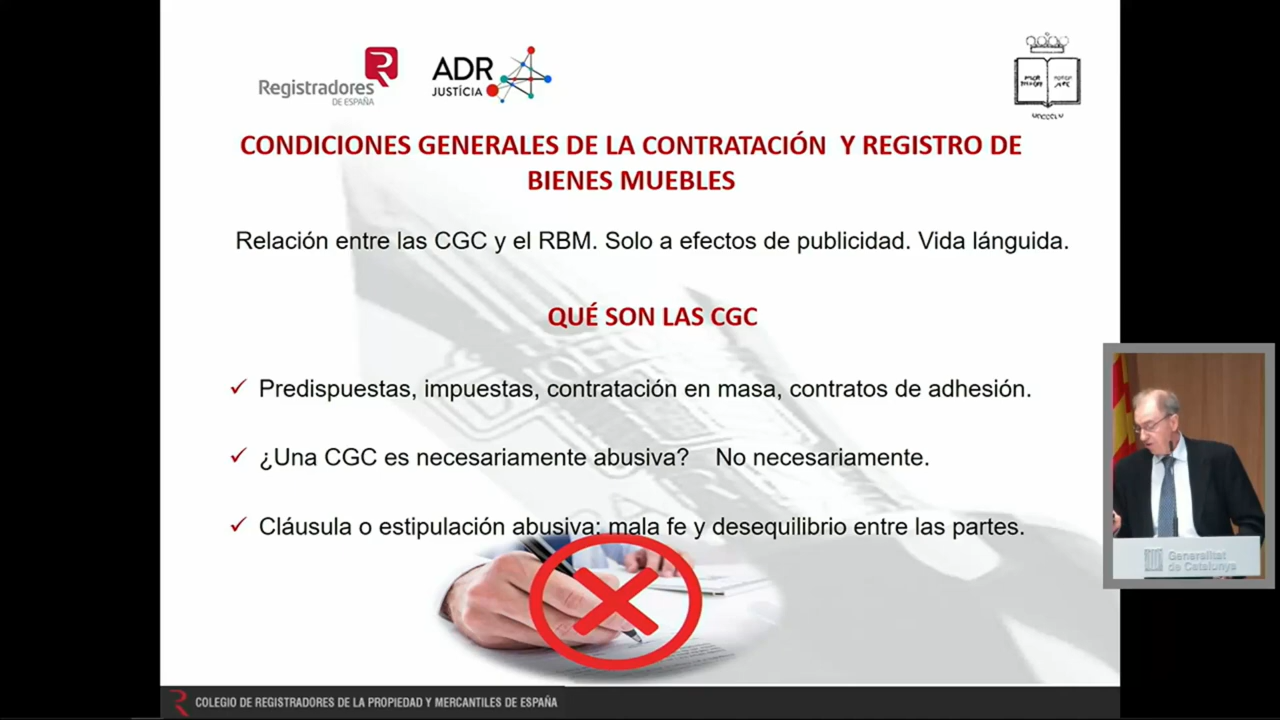 Registradores
DE ESPAÑA
ADR
JUSTÍCIA
CONDICIONES GENERALES DE LA CONTRATACIÓN Y REGISTRO DE
BIENES MUEBLES
Relación entre las CGC y el RBM. Solo a efectos de publicidad. Vida lánguida.
QUÉ SON LAS CGC
Predispuestas, impuestas, contratación en masa, contratos de adhesión.
¿Una CGC es necesariamente abusiva? No necesariamente.
Cláusula o estipulación abusiva: mala fe y desequilibrio entre las partes.
Generalitat
de Catalunya
COLEGIO DE REGISTRADORES DE LA PROPIEDAD Y MERCANTILES DE ESPAÑA